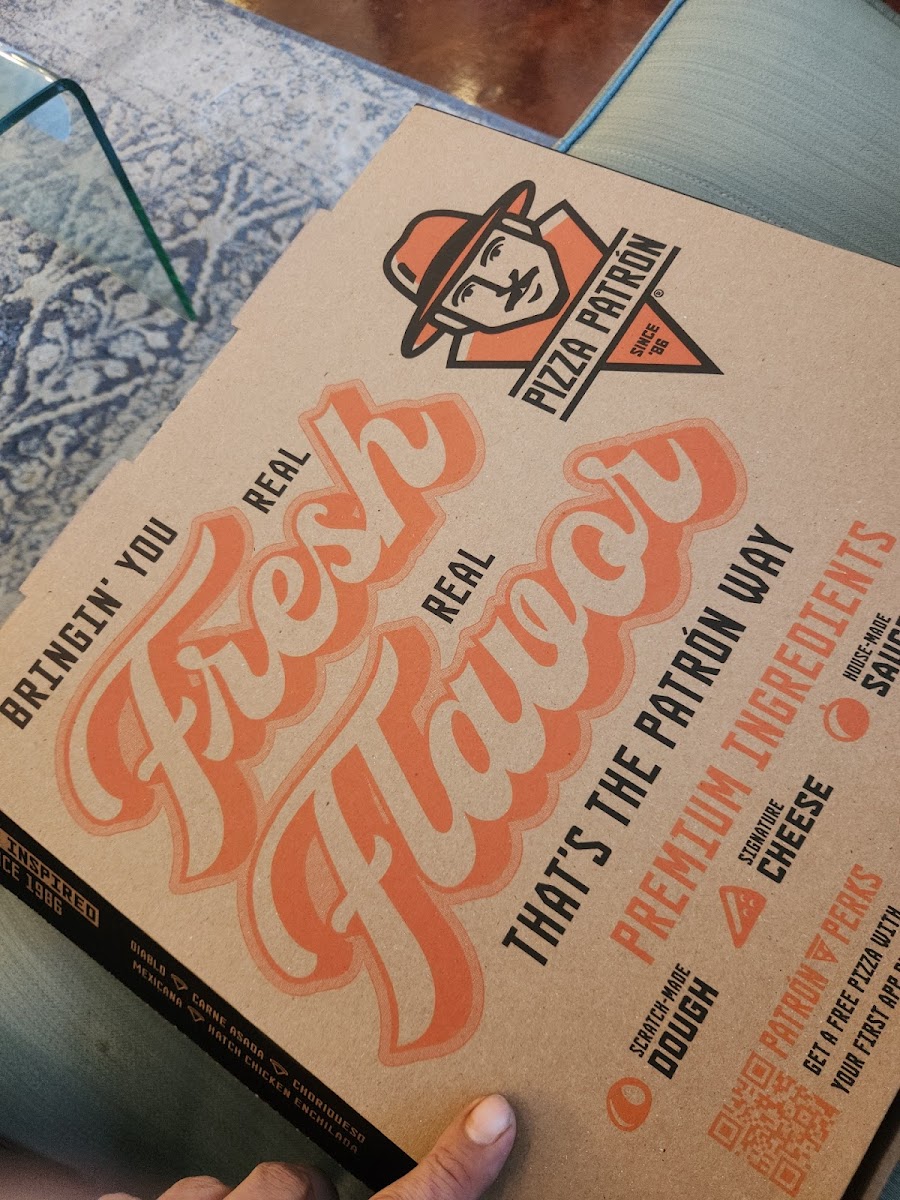 PIZZA PATRÓN®
SINCE
'86
BRINGIN' YOU
REAL
Fresh
REAL
Flavor
THAT'S THE PATRÓN WAY
PREMIUM INGREDIENTS
SCRATCH-MADE
DOUGH
SIGNATURE
CHEESE
HOUSE-MADE
PATRÓN PERKS
GET A FREE PIZZA WITH
YOUR FIRST APP
INSPIRED
1986
DIABLO CARNE ASADA CHORIQUESO
MEXICANA HATCH CHICKEN ENCHILADA